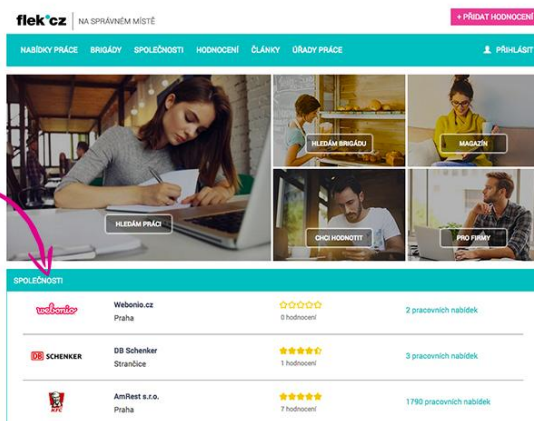 flek°cz NA SPRÁVNÉM MÍSTĚ
+ PŘIDAT HODNOCENÍ
NABÍDKY PRÁCE BRIGÁDY SPOLEČNOSTI HODNOCENÍ ČLÁNKY ÚŘADY PRÁCE PŘIHLÁSIT
HLEDÁM PRÁCI
HLEDÁM BRIGÁDU
MAGAZÍN
CHCI HODNOTIT
PRO FIRMY
SPOLEČNOSTI
webonio
Webonio.cz
Praha
0 hodnocení
2 pracovních nabídek
DB SCHENKER
DB Schenker
Strančice
1 hodnocení
3 pracovních nabídek
KFC
AmRest s.r.o.
Praha
7 hodnocení
1790 pracovních nabídek